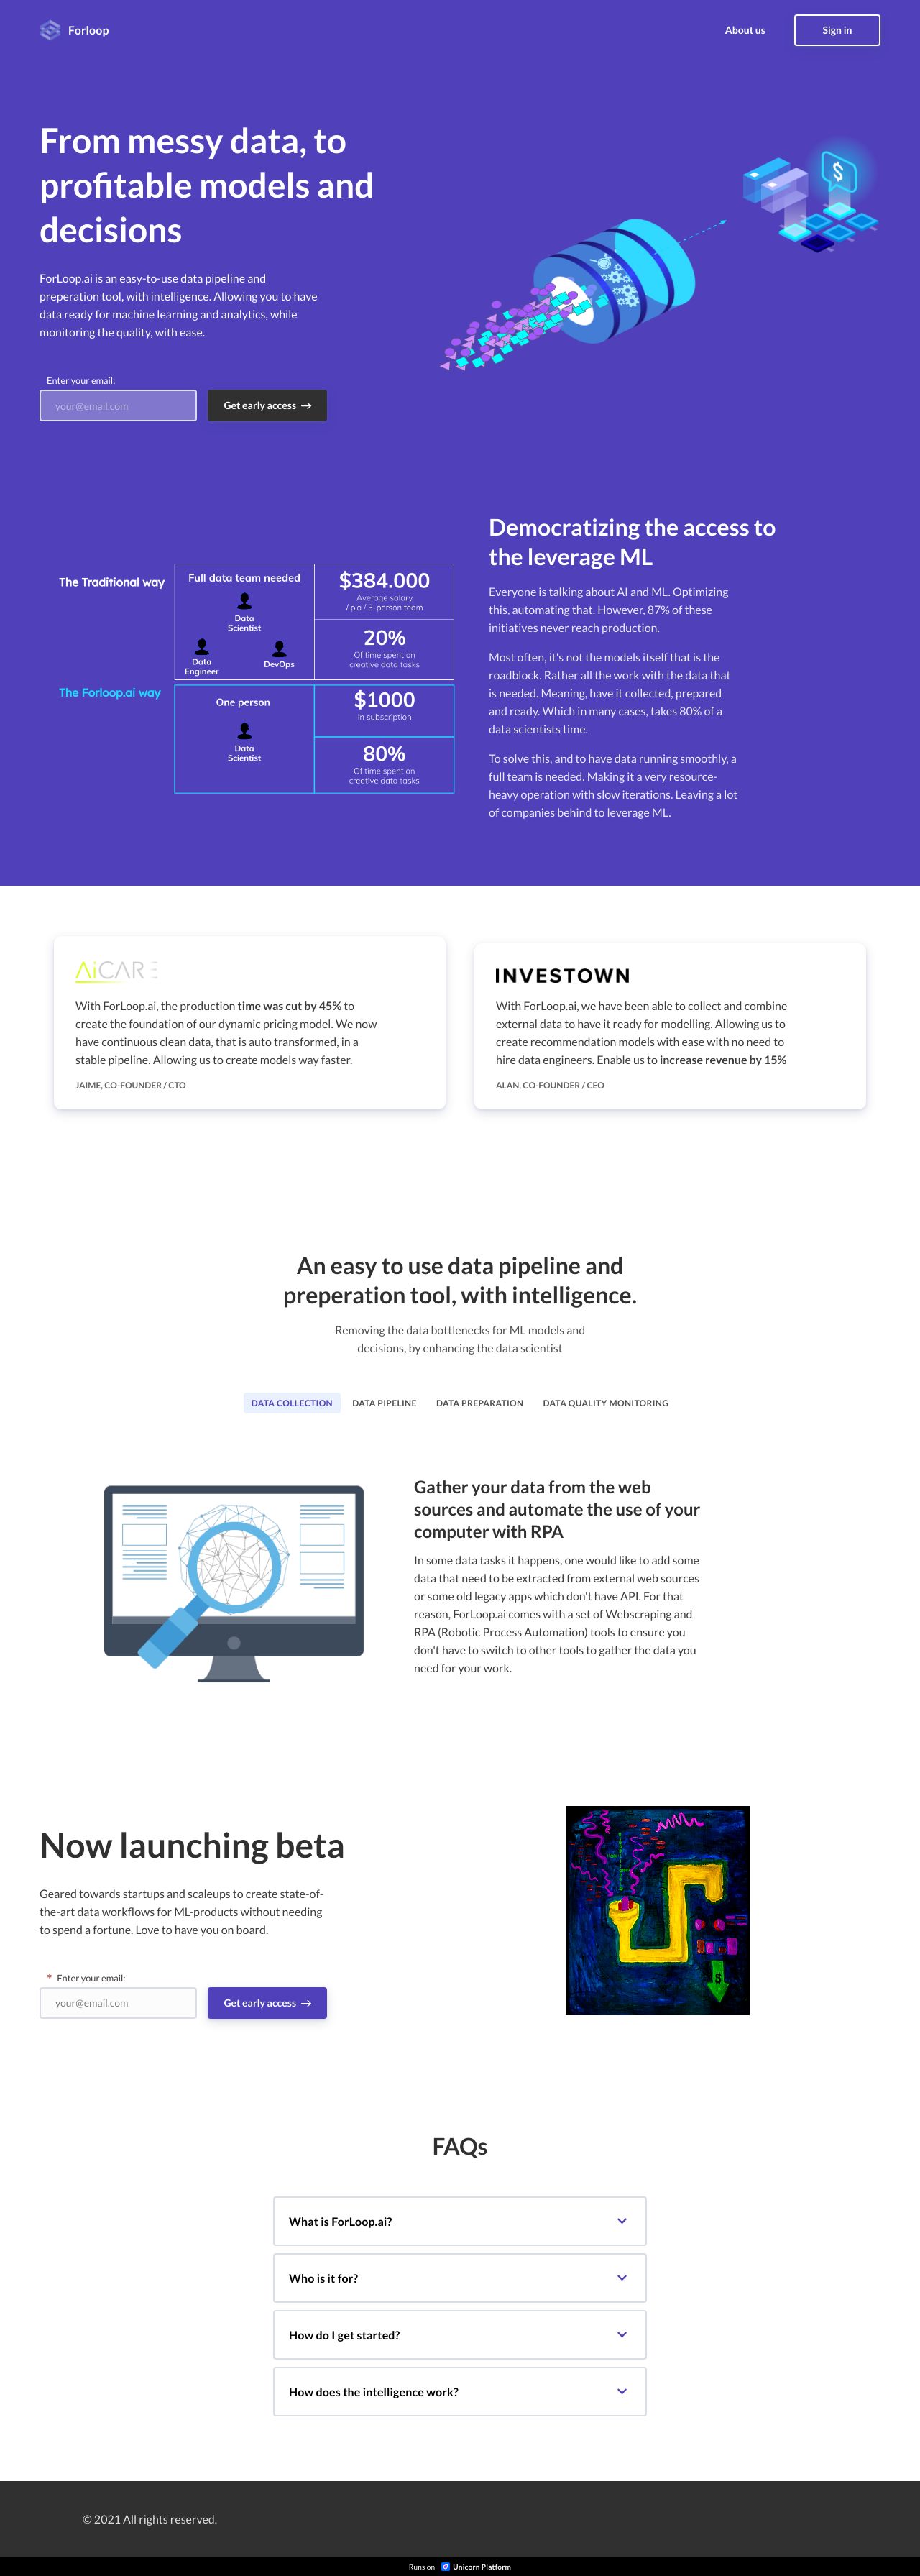 Forloop
About us
Sign in
From messy data, to
profitable models and
decisions
ForLoop.ai is an easy-to-use data pipeline and
preperation tool, with intelligence. Allowing you to have
data ready for machine learning and analytics, while
monitoring the quality, with ease.
Enter your email:
your@email.com
Get early access →
$
The Traditional way
Full data team needed
Data
Scientist
Data
Engineer
DevOps
$384.000
Average salary
/ p.a / 3-person team
20%
Of time spent on
creative data tasks
The Forloop.ai way
One person
Data
Scientist
$1000
In subscription
80%
Of time spent on
creative data tasks
Democratizing the access to
the leverage ML
Everyone is talking about AI and ML. Optimizing
this, automating that. However, 87% of these
initiatives never reach production.
Most often, it's not the models itself that is the
roadblock. Rather all the work with the data that
is needed. Meaning, have it collected, prepared
and ready. Which in many cases, takes 80% of a
data scientists time.
To solve this, and to have data running smoothly, a
full team is needed. Making it a very resource-
heavy operation with slow iterations. Leaving a lot
of companies behind to leverage ML.
AiCARE
With ForLoop.ai, the production time was cut by 45% to
create the foundation of our dynamic pricing model. We now
have continuous clean data, that is auto transformed, in a
stable pipeline. Allowing us to create models way faster.
JAIME, CO-FOUNDER / CTO
INVESTOWN
With ForLoop.ai, we have been able to collect and combine
external data to have it ready for modelling. Allowing us to
create recommendation models with ease with no need to
hire data engineers. Enable us to increase revenue by 15%
ALAN, CO-FOUNDER / CEO
An easy to use data pipeline and
preperation tool, with intelligence.
Removing the data bottlenecks for ML models and
decisions, by enhancing the data scientist
DATA COLLECTION
DATA PIPELINE
DATA PREPARATION
DATA QUALITY MONITORING
Gather your data from the web
sources and automate the use of your
computer with RPA
In some data tasks it happens, one would like to add some
data that need to be extracted from external web sources
or some old legacy apps which don't have API. For that
reason, ForLoop.ai comes with a set of Webscraping and
RPA (Robotic Process Automation) tools to ensure you
don't have to switch to other tools to gather the data you
need for your work.
Now launching beta
Geared towards startups and scaleups to create state-of-
the-art data workflows for ML-products without needing
to spend a fortune. Love to have you on board.
* Enter your email:
your@email.com
Get early access →
$
FAQs
What is ForLoop.ai?
Who is it for?
How do I get started?
How does the intelligence work?
© 2021 All rights reserved.
Runs on Unicorn Platform